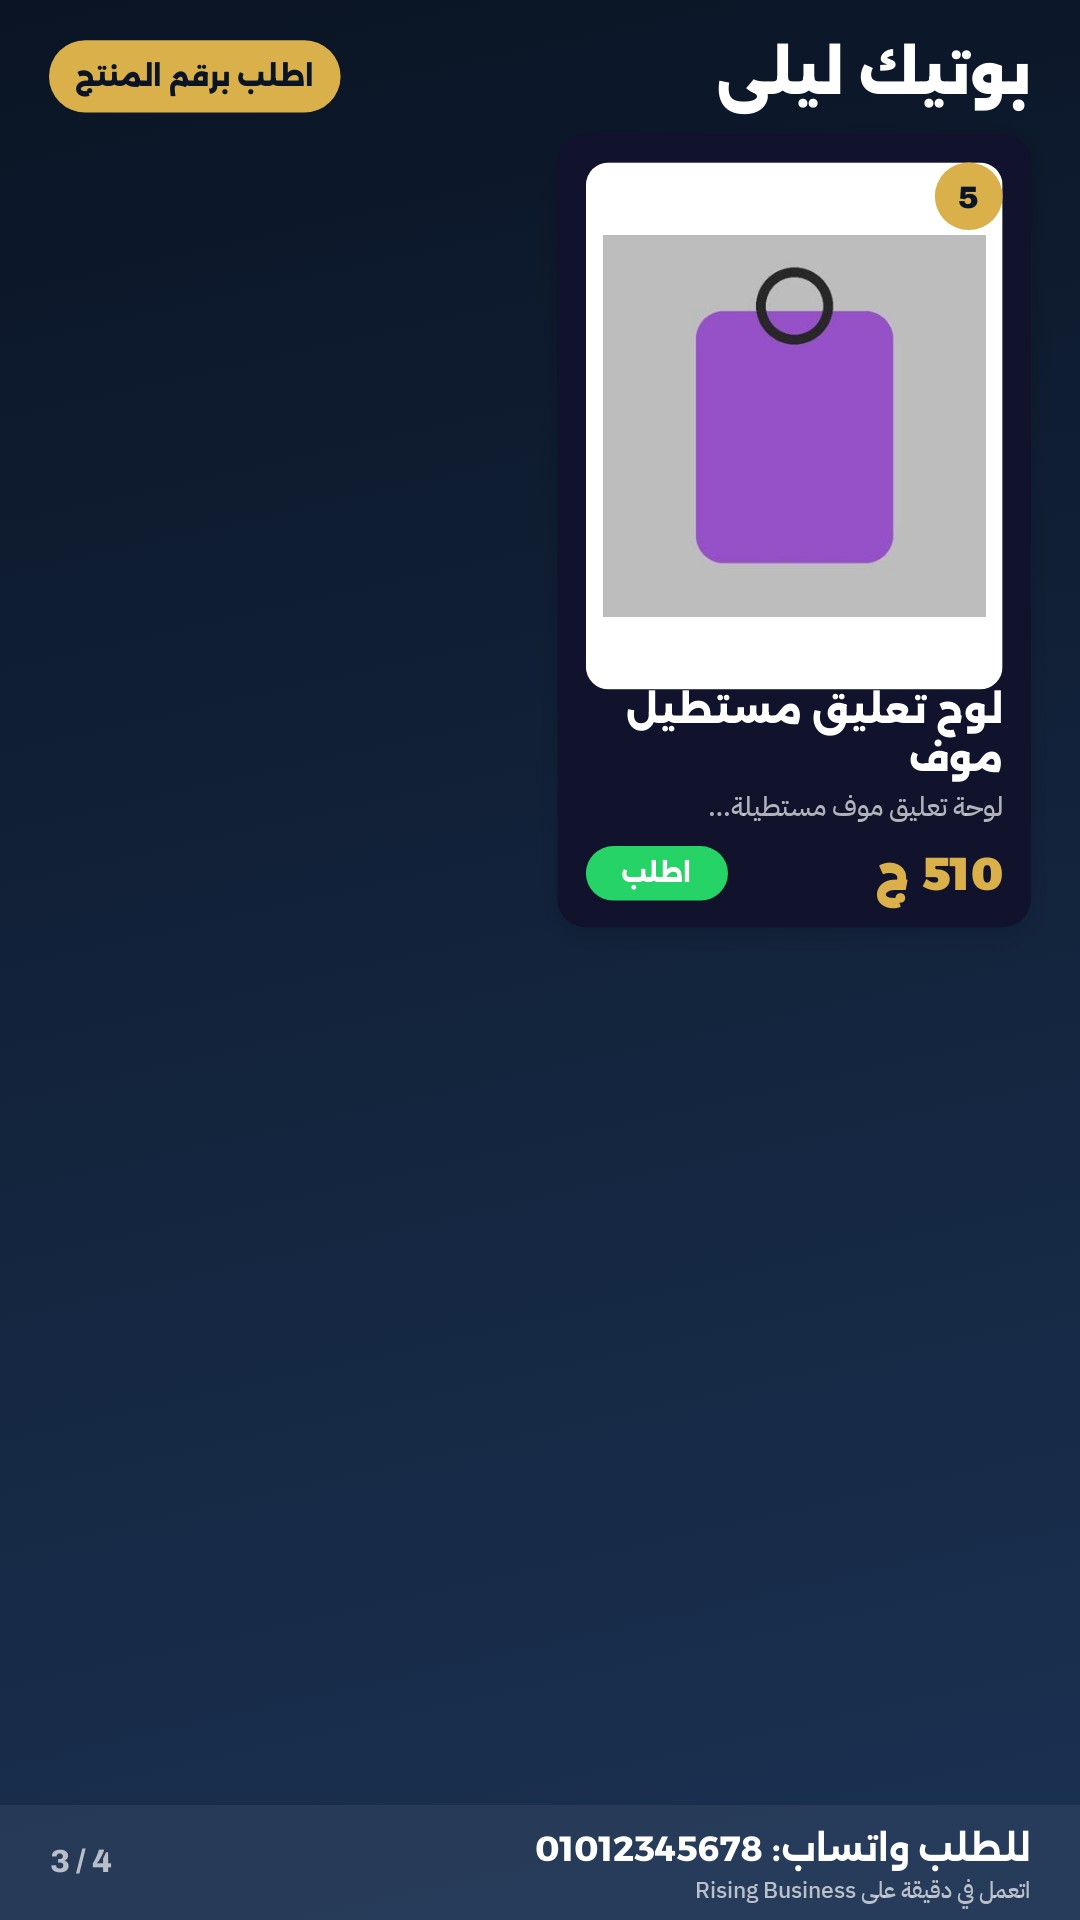 بوتيك ليلى
اطلب برقم المنتج
5
لوح تعليق مستطيل
موف
لوحة تعليق موف مستطيلة...
510 ج
اطلب
للطلب واتساب: 01012345678
اتعمل في دقيقة على Rising Business
3 / 4